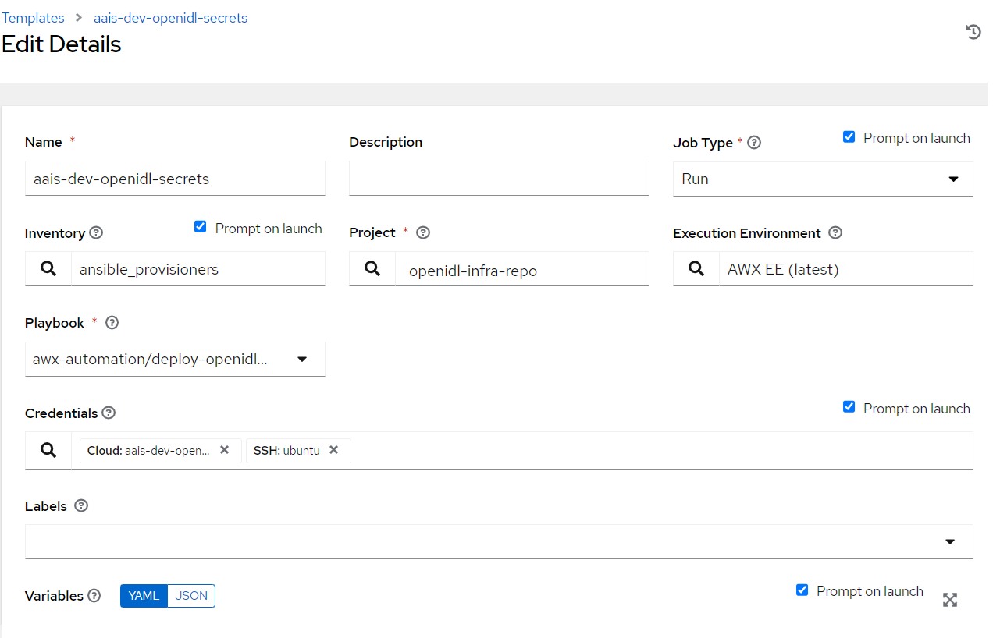 Templates > aais-dev-openidl-secrets
Edit Details
Name *
aais-dev-openidl-secrets
Description
Job Type *
Prompt on launch
Run
Inventory
Prompt on launch
ansible_provisioners
Project *
openidl-infra-repo
Execution Environment
AWX EE (latest)
Playbook *
awx-automation/deploy-openidl...
Credentials
Prompt on launch
Cloud: aais-dev-open... SSH: ubuntu
Labels
Variables YAML JSON
Prompt on launch